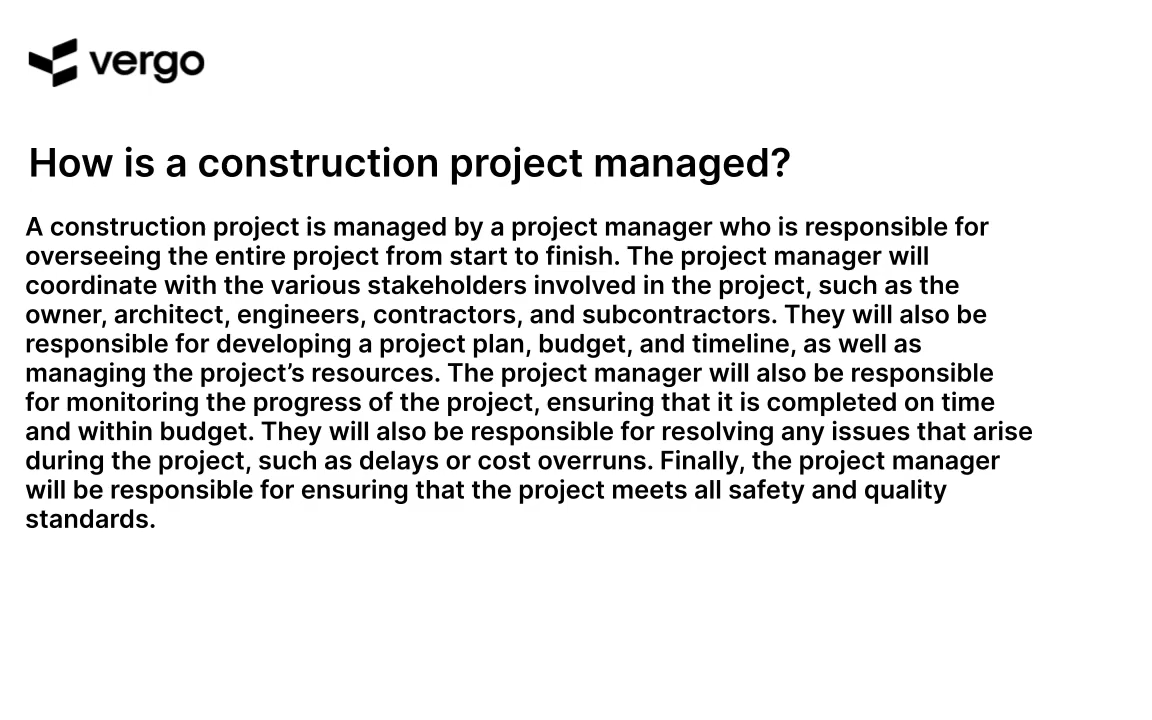 vergo
How is a construction project managed?
A construction project is managed by a project manager who is responsible for
overseeing the entire project from start to finish. The project manager will
coordinate with the various stakeholders involved in the project, such as the
owner, architect, engineers, contractors, and subcontractors. They will also be
responsible for developing a project plan, budget, and timeline, as well as
managing the project’s resources. The project manager will also be responsible
for monitoring the progress of the project, ensuring that it is completed on time
and within budget. They will also be responsible for resolving any issues that arise
during the project, such as delays or cost overruns. Finally, the project manager
will be responsible for ensuring that the project meets all safety and quality
standards.